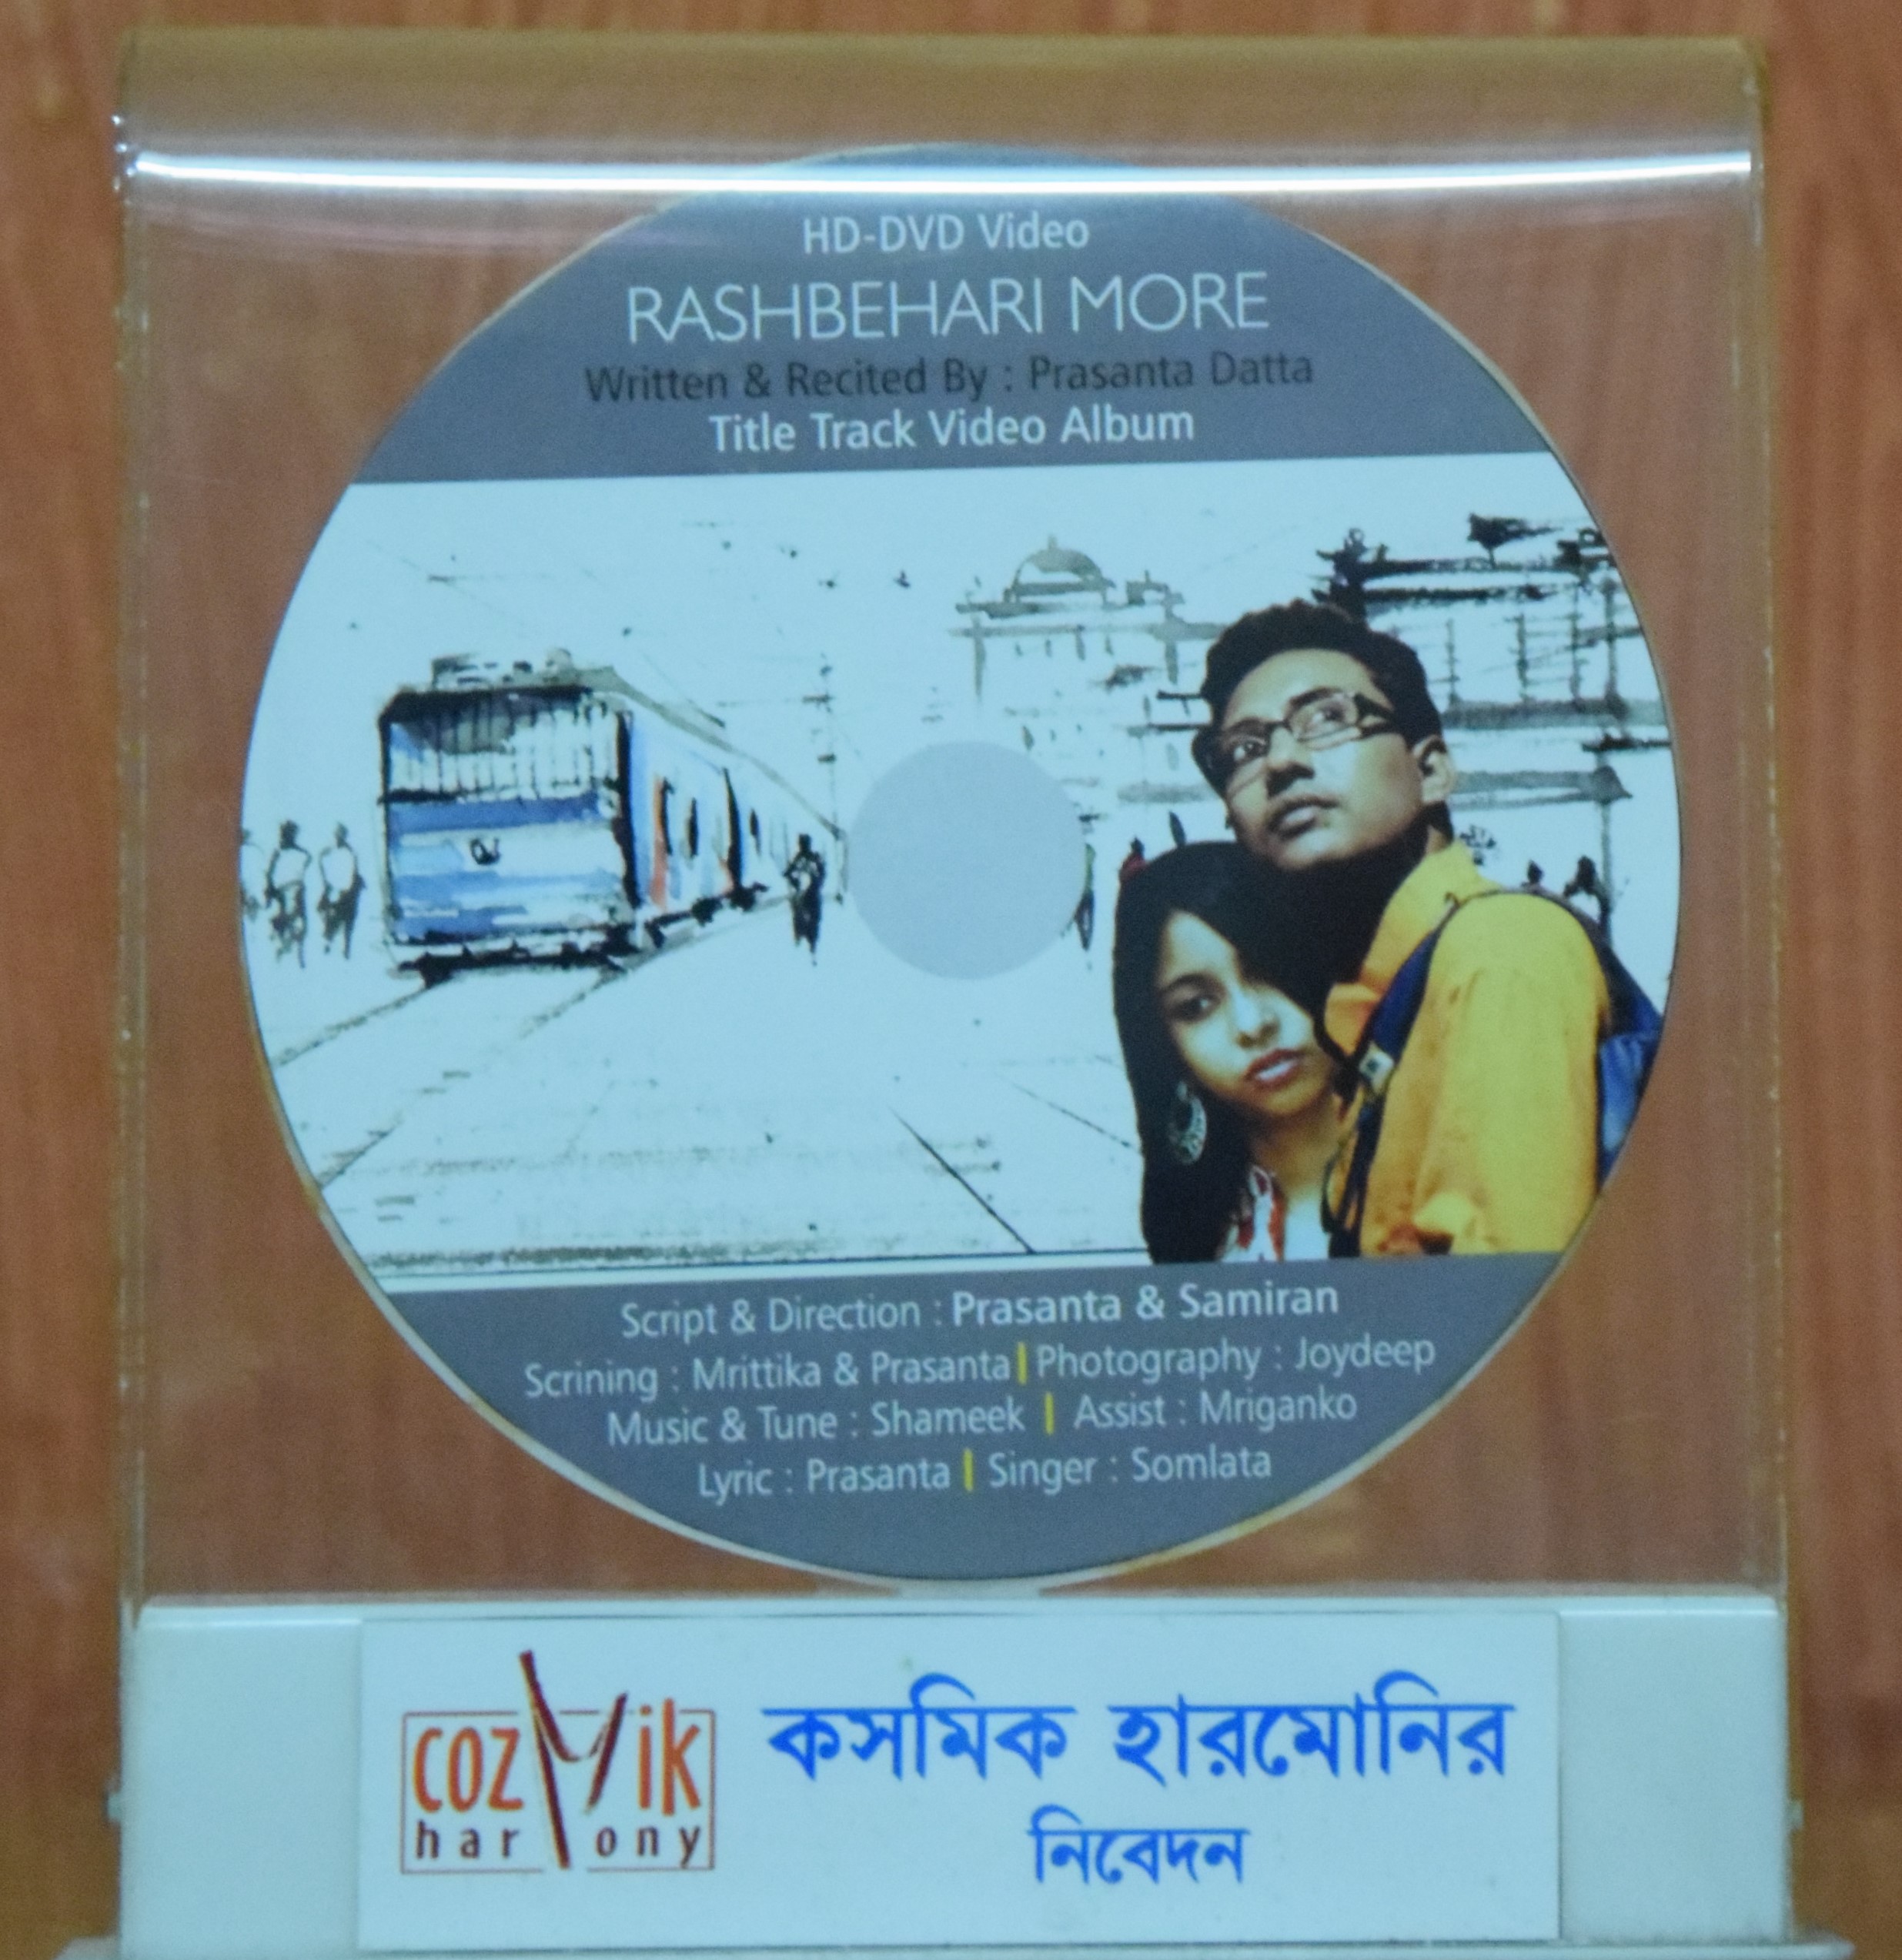 HD-DVD Video
RASHBEHARI MORE
Written & Recited By : Prasanta Datta
Title Track Video Album
Script & Direction : Prasanta & Samiran
Scrining : Mrittika & Prasanta | Photography : Joydeep
Music & Tune : Shameek | Assist : Mriganko
Lyric : Prasanta | Singer : Somlata
cozMik
harMony
কসমিক হারমোনির
নিবেদন